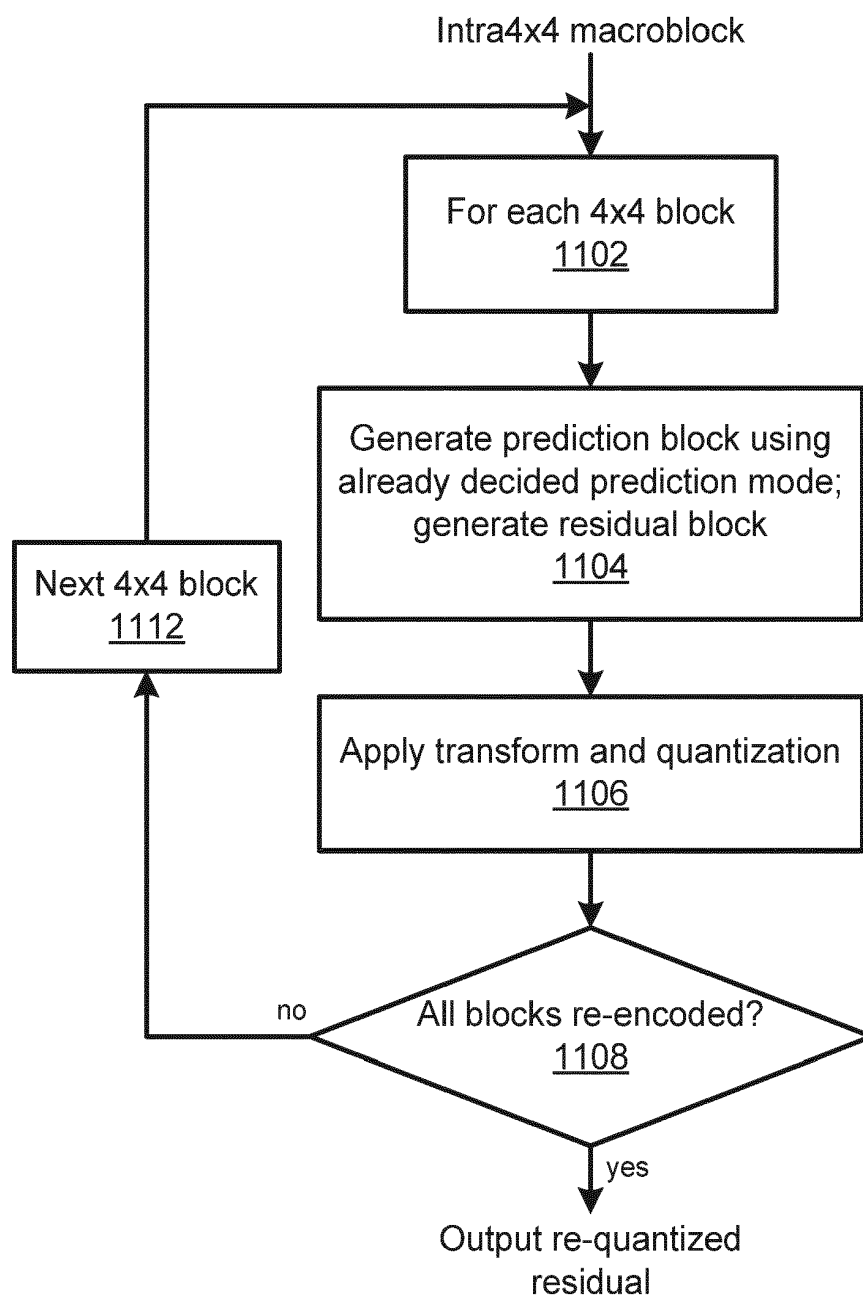 Intra4x4 macroblock
For each 4x4 block
1102
Generate prediction block using
already decided prediction mode;
generate residual block
1104
Next 4x4 block
1112
Apply transform and quantization
1106
no
All blocks re-encoded?
1108
yes
Output re-quantized
residual